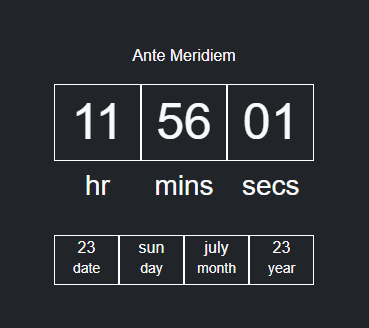 Ante Meridiem
11 56 01
hr mins secs
23 sun july 23
date day month year